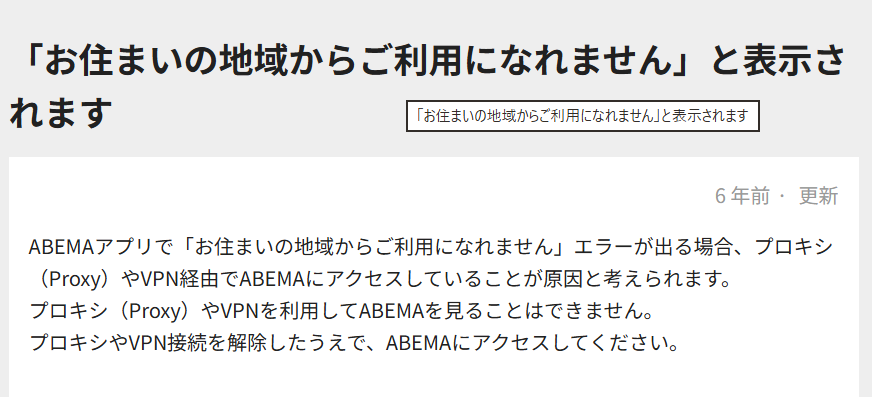 「お住まいの地域からご利用になれません」と表示さ
れます
「お住まいの地域からご利用になれません」と表示されます
6 年前 · 更新
ABEMAアプリで「お住まいの地域からご利用になれません」エラーが出る場合、プロキシ
（Proxy）やVPN経由でABEMAにアクセスしていることが原因と考えられます。
プロキシ（Proxy）やVPNを利用してABEMAを見ることはできません。
プロキシやVPN接続を解除したうえで、ABEMAにアクセスしてください。